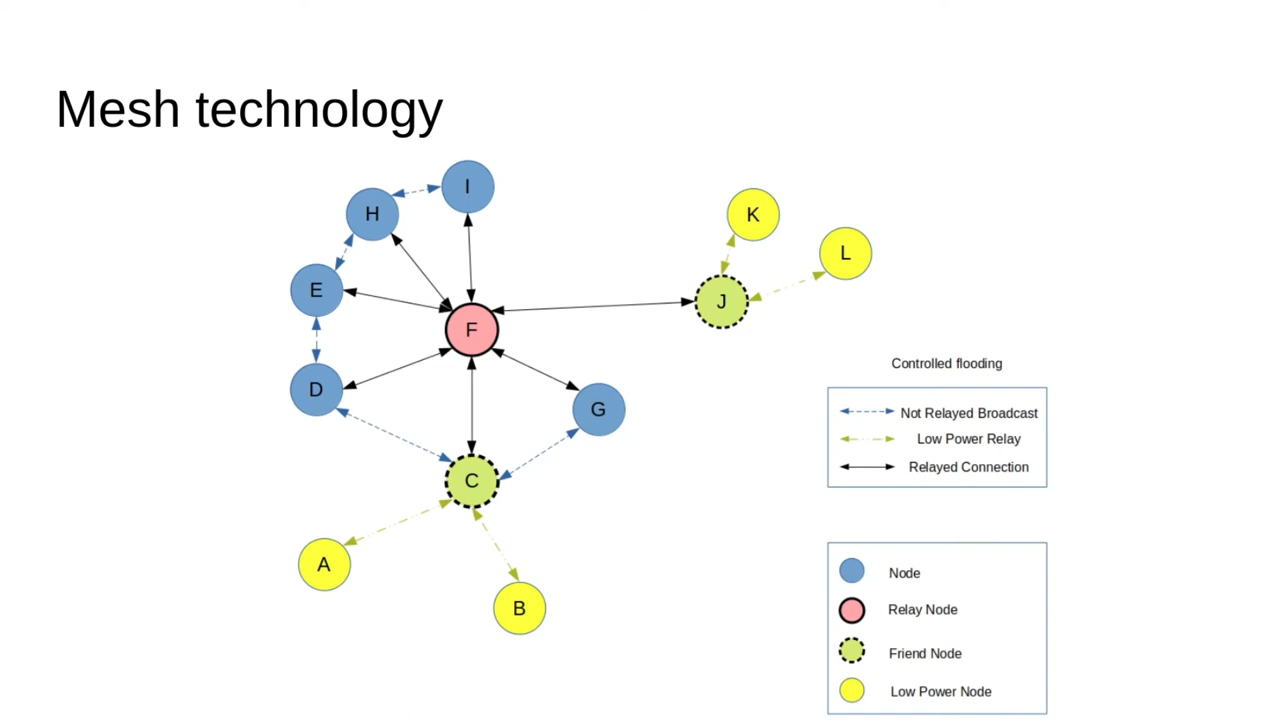 Mesh technology
I
H
K
L
E
J
F
D
G
C
A
B
Controlled flooding
Not Relayed Broadcast
Low Power Relay
Relayed Connection
Node
Relay Node
Friend Node
Low Power Node